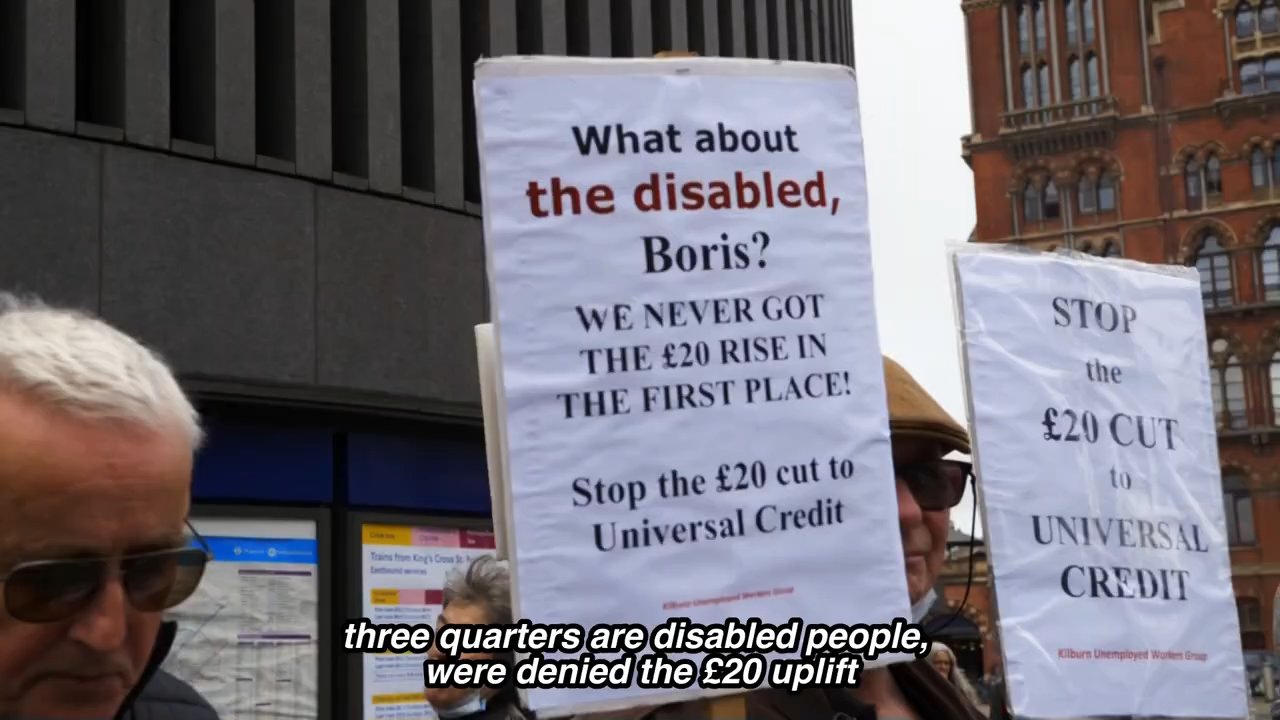 What about
the disabled,
Boris?
WE NEVER GOT
THE £20 RISE IN
THE FIRST PLACE!
Stop the £20 cut to
Universal Credit
Kilburn Unemployed Workers Group
STOP
the
£20 CUT
to
UNIVERSAL
CREDIT
Kilburn Unemployed Workers Group
Trains from King's Cross St.
Eastbound services
three quarters are disabled people,
were denied the £20 uplift